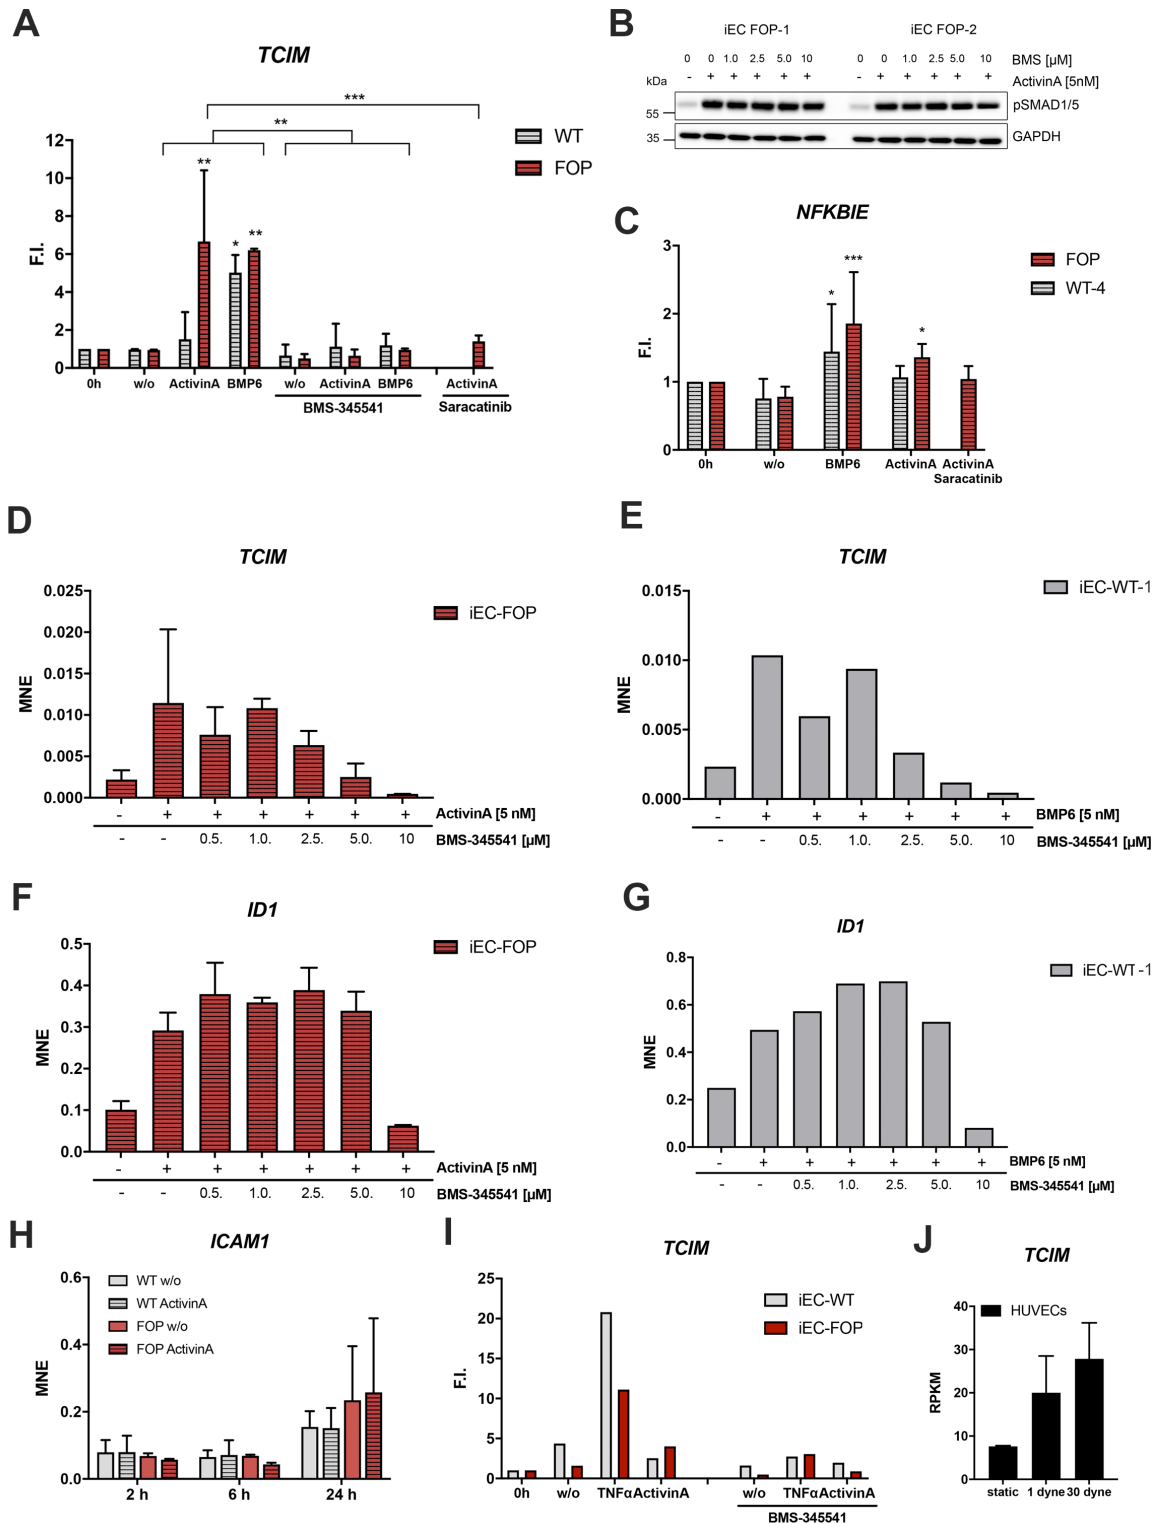 A
TCIM
***
**
WT
FOP
12
10
8
6
4
2
0
F.I.
**
*
**
0h w/o ActivinA BMP6 w/o ActivinA BMP6 ActivinA
BMS-345541 Saracatinib
B
iEC FOP-1 iEC FOP-2
0 0 1.0 2.5 5.0 10 0 0 1.0 2.5 5.0 10 BMS [µM]
kDa - + + + + + - + + + + + ActivinA [5nM]
55 pSMAD1/5
35 GAPDH
C
NFKBIE
FOP
WT-4
3
2
1
0
F.I.
*
***
*
0h w/o BMP6 ActivinA ActivinA
Saracatinib
D
TCIM
iEC-FOP
0.025
0.020
0.015
0.010
0.005
0.000
MNE
- + + + + + + ActivinA [5 nM]
- - 0.5. 1.0. 2.5. 5.0. 10 BMS-345541 [µM]
E
TCIM
iEC-WT-1
0.015
0.010
0.005
0.000
MNE
- + + + + + + BMP6 [5 nM]
- - 0.5. 1.0. 2.5. 5.0. 10 BMS-345541 [µM]
F
ID1
iEC-FOP
0.5
0.4
0.3
0.2
0.1
0.0
MNE
- + + + + + + ActivinA [5 nM]
- - 0.5. 1.0. 2.5. 5.0. 10 BMS-345541 [µM]
G
ID1
iEC-WT-1
0.8
0.6
0.4
0.2
0.0
MNE
- + + + + + + BMP6 [5 nM]
- - 0.5. 1.0. 2.5. 5.0. 10 BMS-345541 [µM]
H
ICAM1
WT w/o
WT ActivinA
FOP w/o
FOP ActivinA
0.6
0.4
0.2
0.0
MNE
2 h 6 h 24 h
I
TCIM
iEC-WT
iEC-FOP
25
20
15
10
5
0
F.I.
0h w/o TNFα ActivinA w/o TNFα ActivinA
BMS-345541
J
TCIM
HUVECs
40
30
20
10
0
RPKM
static 1 dyne 30 dyne